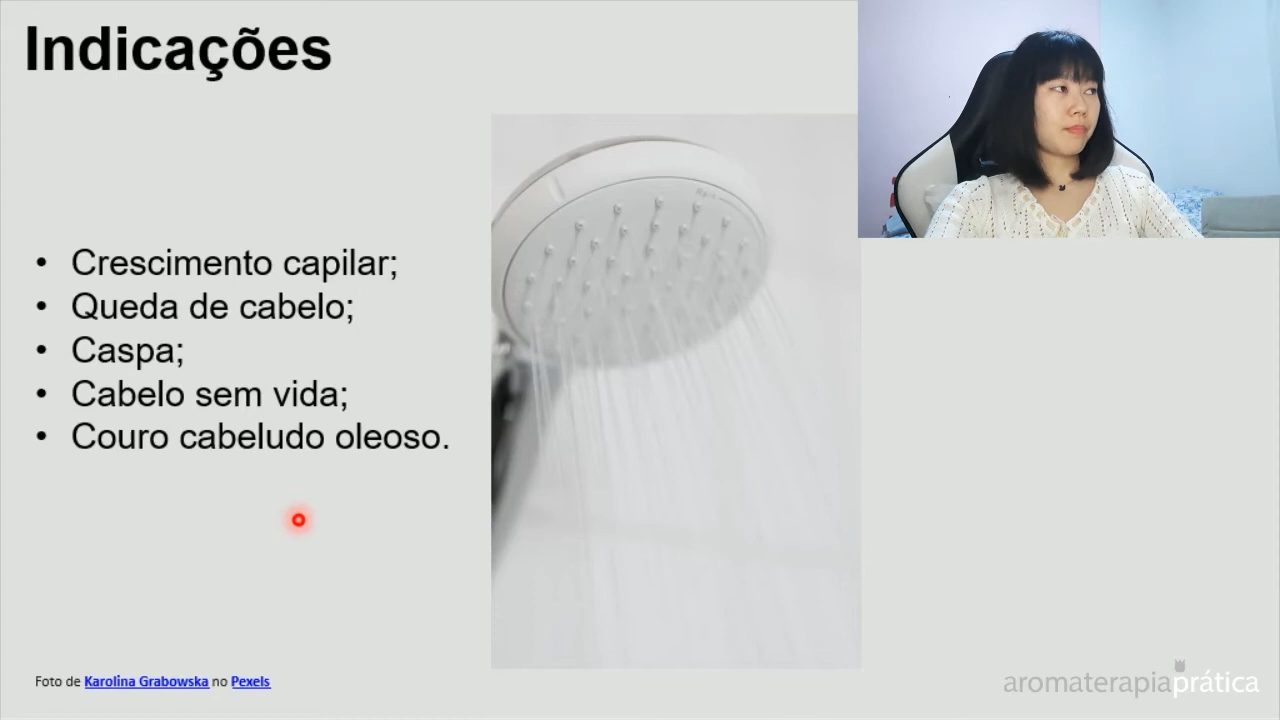 Indicações
• Crescimento capilar;
• Queda de cabelo;
• Caspa;
• Cabelo sem vida;
• Couro cabeludo oleoso.
Foto de Karolina Grabowska no Pexels
aromaterapiaprática